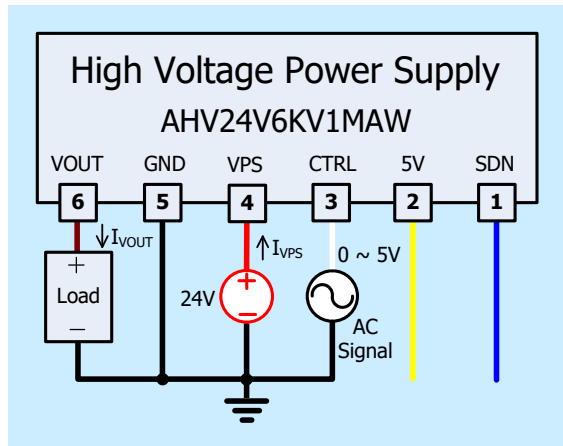 High Voltage Power Supply
AHV24V6KV1MAW
VOUT GND VPS CTRL 5V SDN
6 5 4 3 2 1
IVOUT IVPS 0 ~ 5V
+ +
Load 24V
− −
AC
Signal